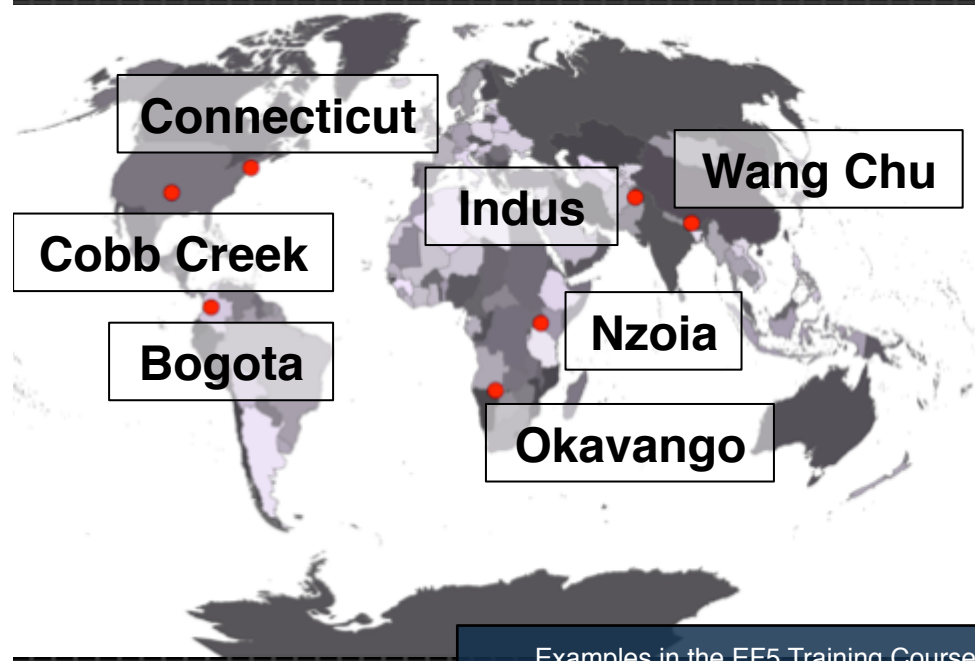 Connecticut
Wang Chu
Indus
Cobb Creek
Nzoia
Bogota
Okavango
Examples in the EF5 Training Course